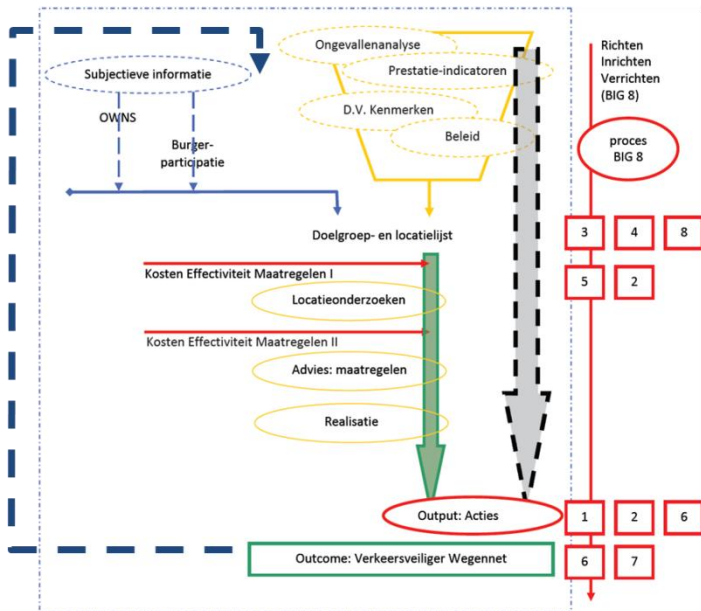 Ongevallenanalyse
Prestatie-indicatoren
D.V. Kenmerken
Beleid
Subjectieve informatie
OWNS
Burger-
participatie
Richten
Inrichten
Verrichten
(BIG 8)
proces
BIG 8
Doelgroep- en locatielijst
3 4 8
Kosten Effectiviteit Maatregelen I
5 2
Locatieonderzoeken
Kosten Effectiviteit Maatregelen II
Advies: maatregelen
Realisatie
Output: Acties
1 2 6
Outcome: Verkeersveiliger Wegennet
6 7